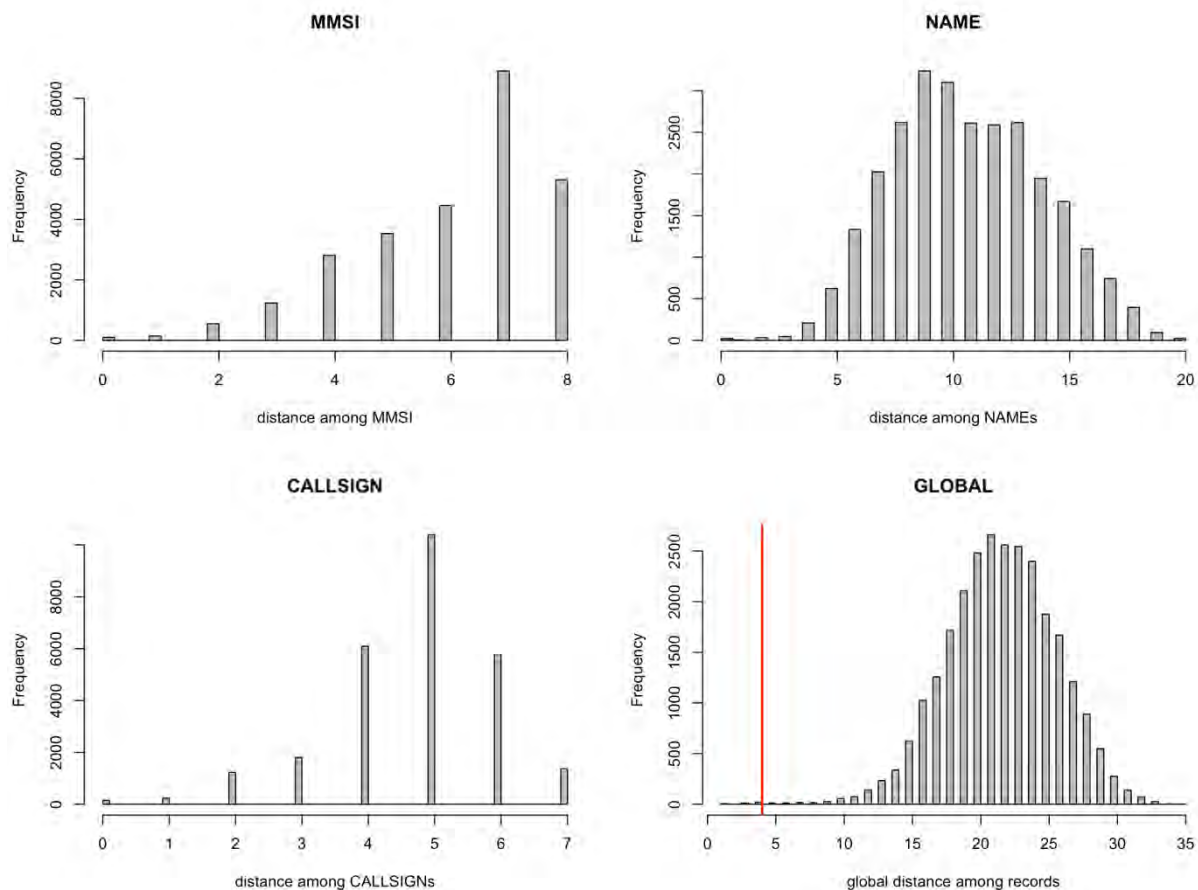 MMSI
Frequency
0 2000 4000 6000 8000
0 2 4 6 8
distance among MMSI
NAME
Frequency
0 500 1500 2500
0 5 10 15 20
distance among NAMEs
CALLSIGN
Frequency
0 2000 4000 6000 8000
0 1 2 3 4 5 6 7
distance among CALLSIGNs
GLOBAL
Frequency
0 500 1000 1500 2000 2500
0 5 10 15 20 25 30 35
global distance among records